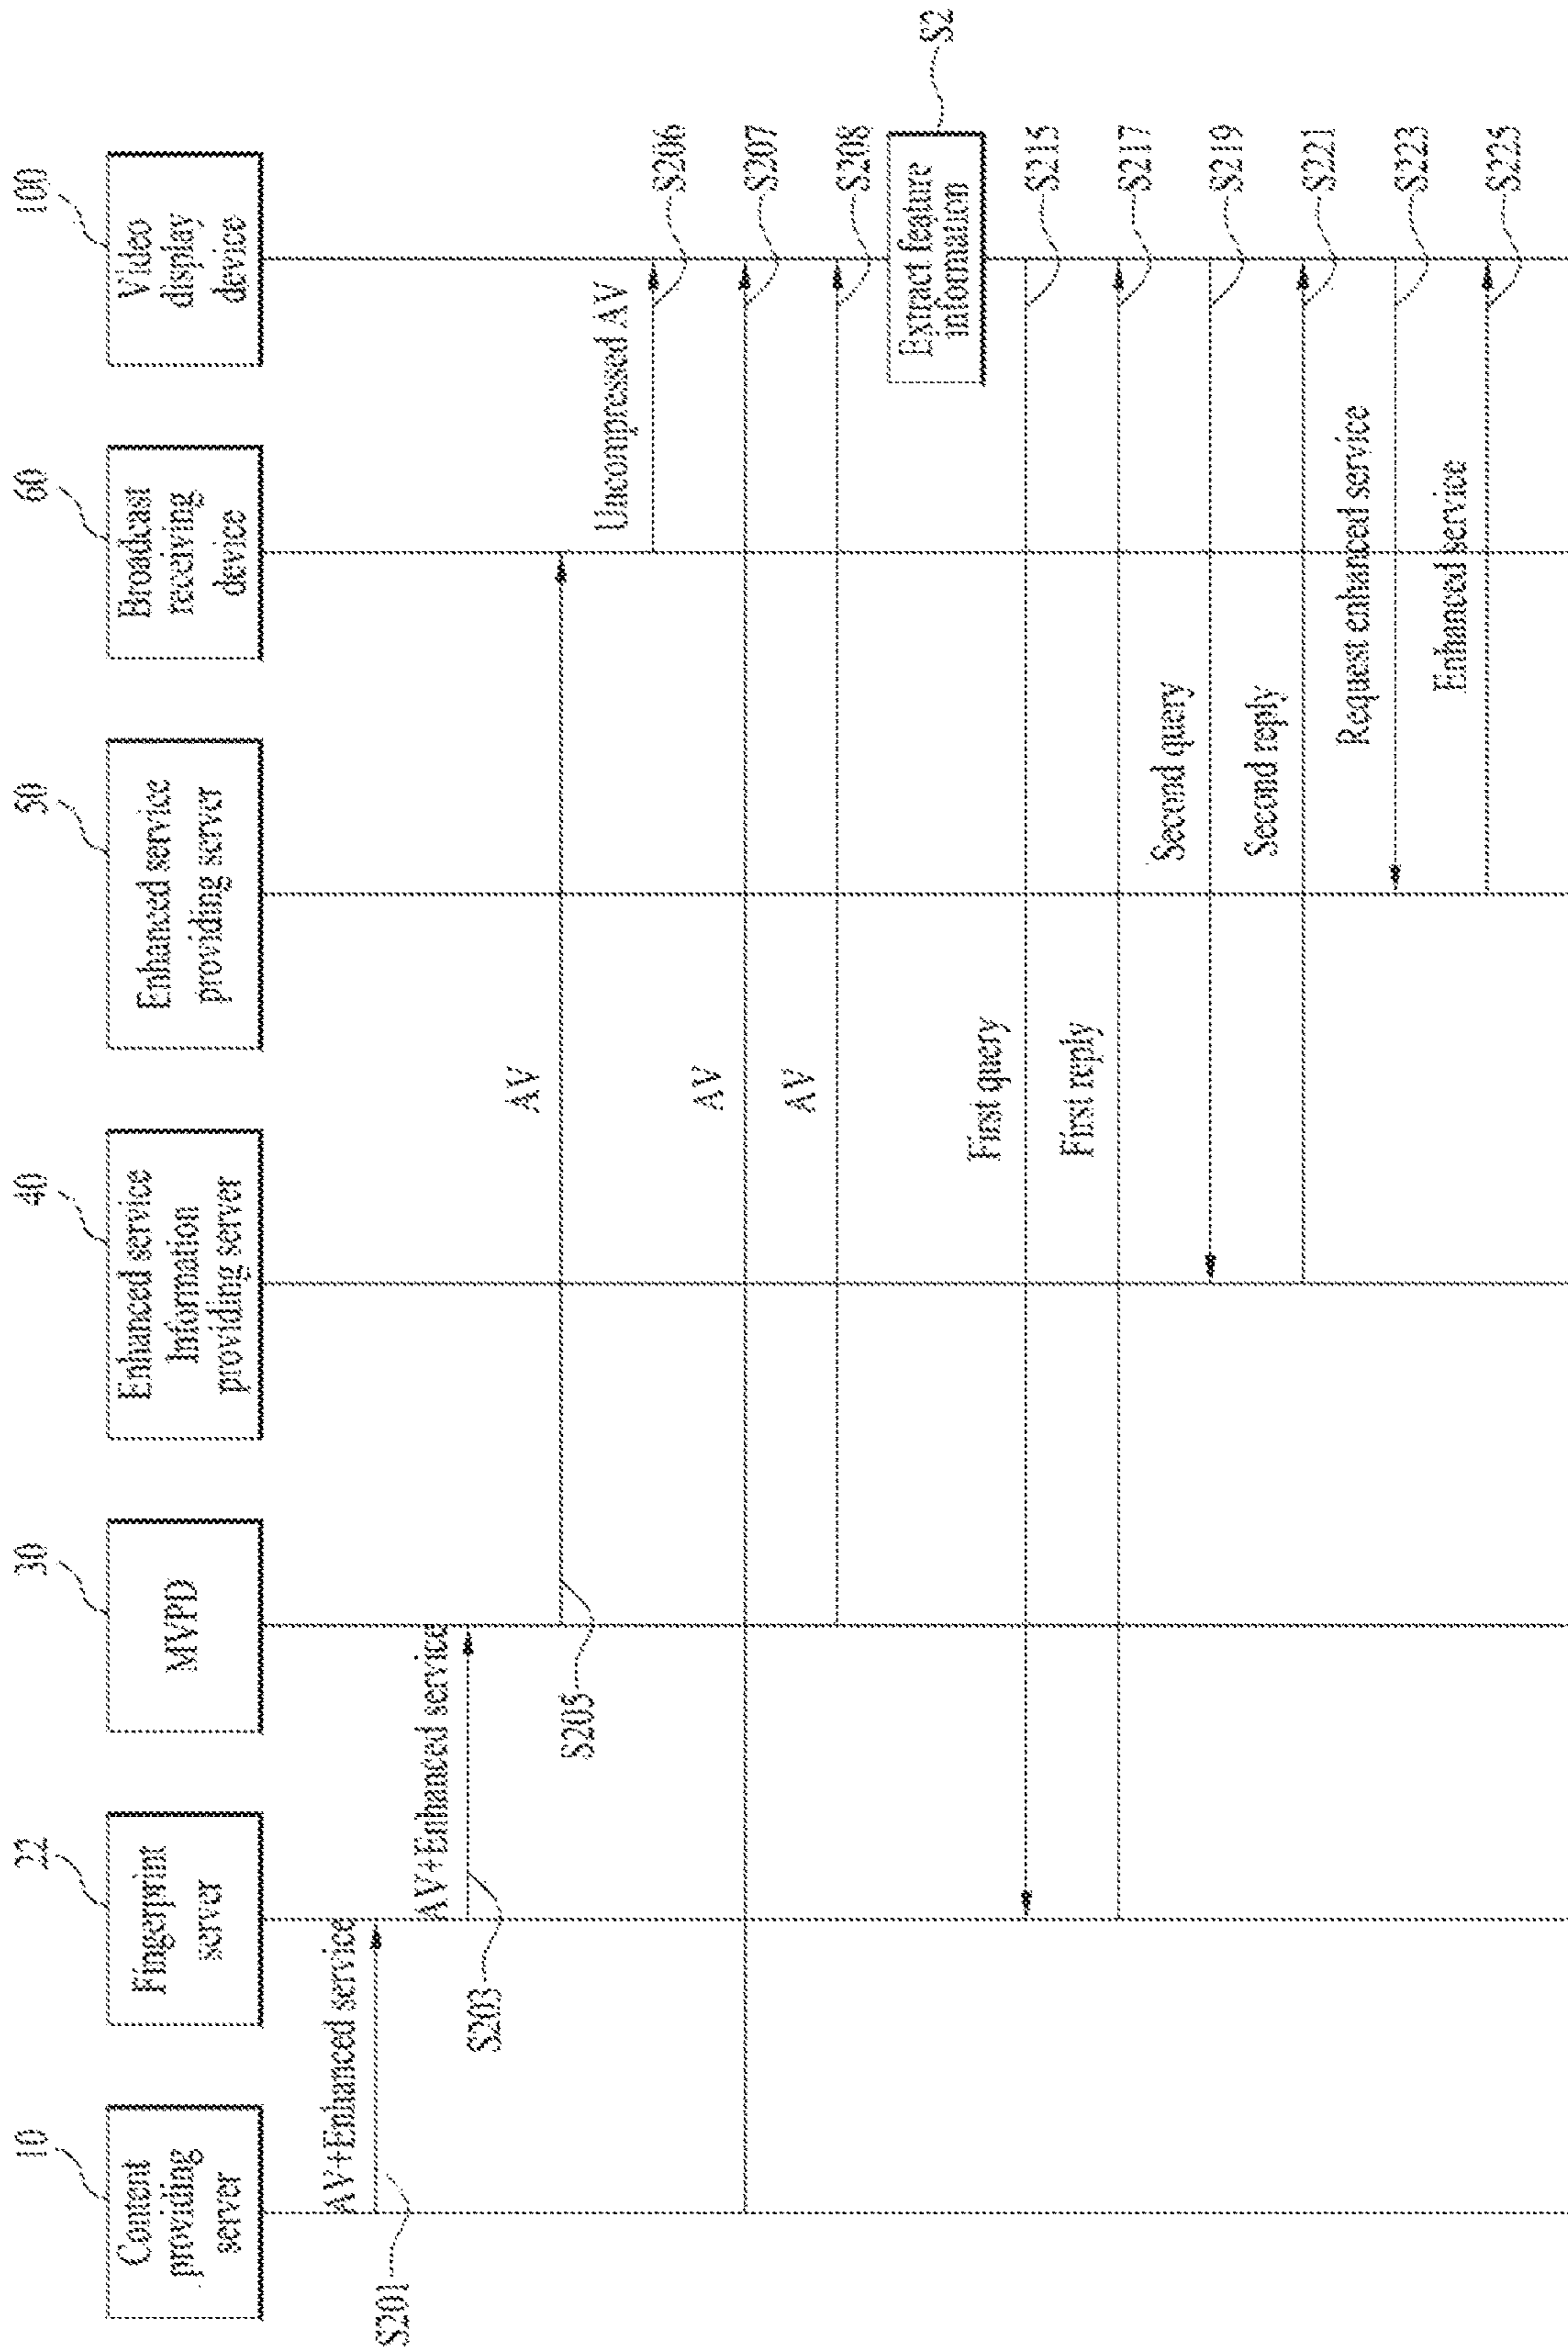 10
Content
providing
server
22
Fingerprint
server
30
MVPD
40
Enhanced service
Information
providing server
50
Enhanced service
providing server
60
Broadcast
receiving
device
100
Video
display
device
AV+Enhanced service
S201
AV+Enhanced service
S203
AV
S205
Uncompressed AV
S206
AV
S207
AV
S208
Extract feature
information
S2
First query
S215
First reply
S217
Second query
S219
Second reply
S221
Request enhanced service
S223
Enhanced service
S225